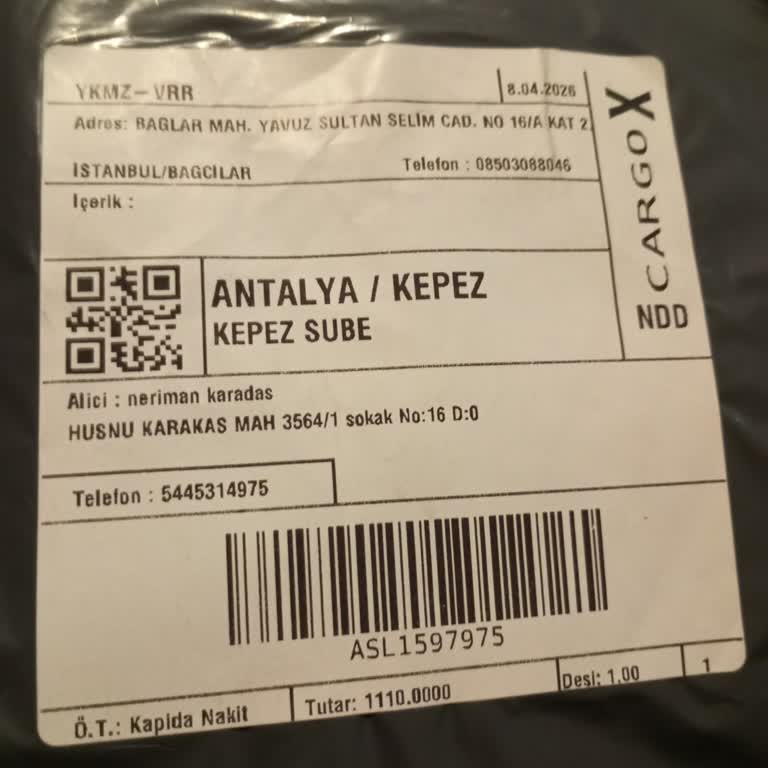 YKMZ-VRR
8.04.2026
Adres: BAGLAR MAH. YAVUZ SULTAN SELIM CAD. NO 16/A KAT 2
ISTANBUL/BAGCILAR
Telefon : 08503088046
İçerik :
CARGO X
NDD
ANTALYA / KEPEZ
KEPEZ SUBE
Alici : neriman karadas
HUSNU KARAKAS MAH 3564/1 sokak No:16 D:0
Telefon : 5445314975
ASL1597975
Ö.T.: Kapida Nakit
Tutar: 1110.0000
Desi: 1.00
1